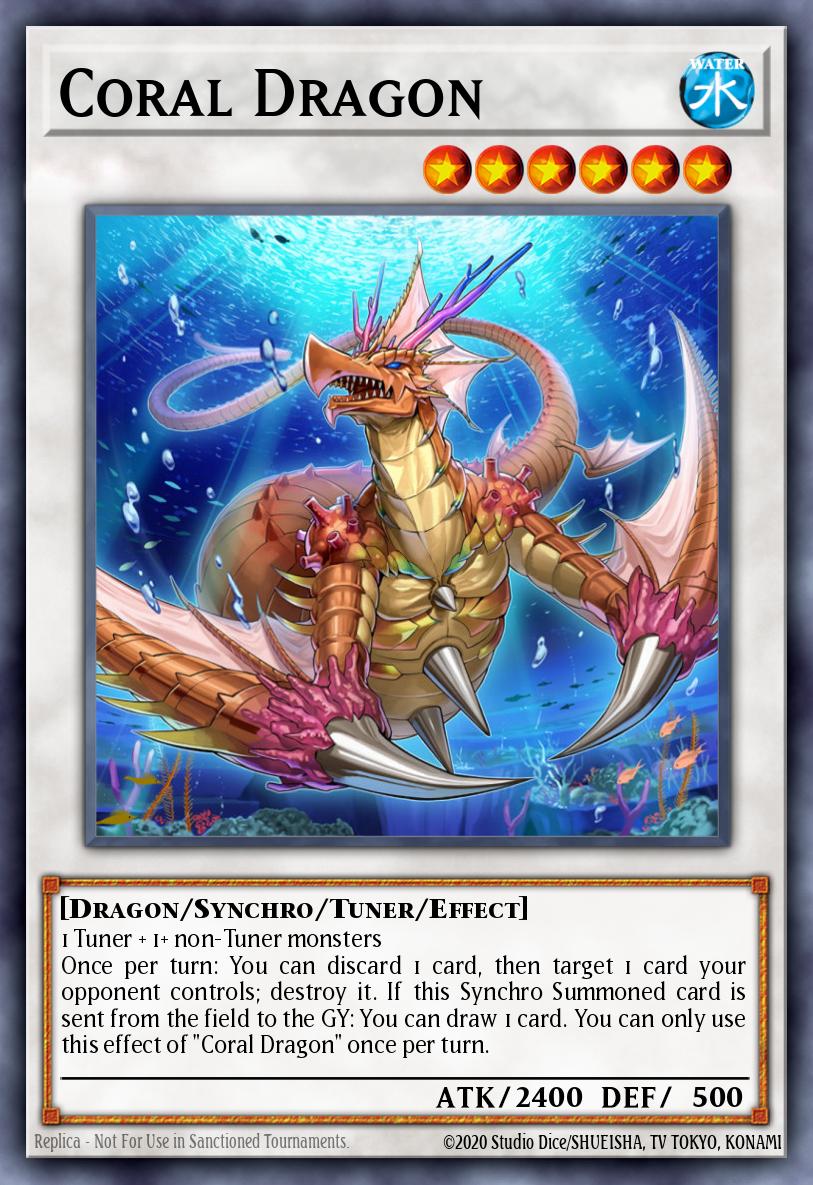 Coral Dragon
WATER
水
[Dragon/Synchro/Tuner/Effect]
1 Tuner + 1+ non-Tuner monsters
Once per turn: You can discard 1 card, then target 1 card your
opponent controls; destroy it. If this Synchro Summoned card is
sent from the field to the GY: You can draw 1 card. You can only use
this effect of "Coral Dragon" once per turn.
ATK/2400 DEF/ 500
Replica - Not For Use in Sanctioned Tournaments.
©2020 Studio Dice/SHUEISHA, TV TOKYO, KONAMI